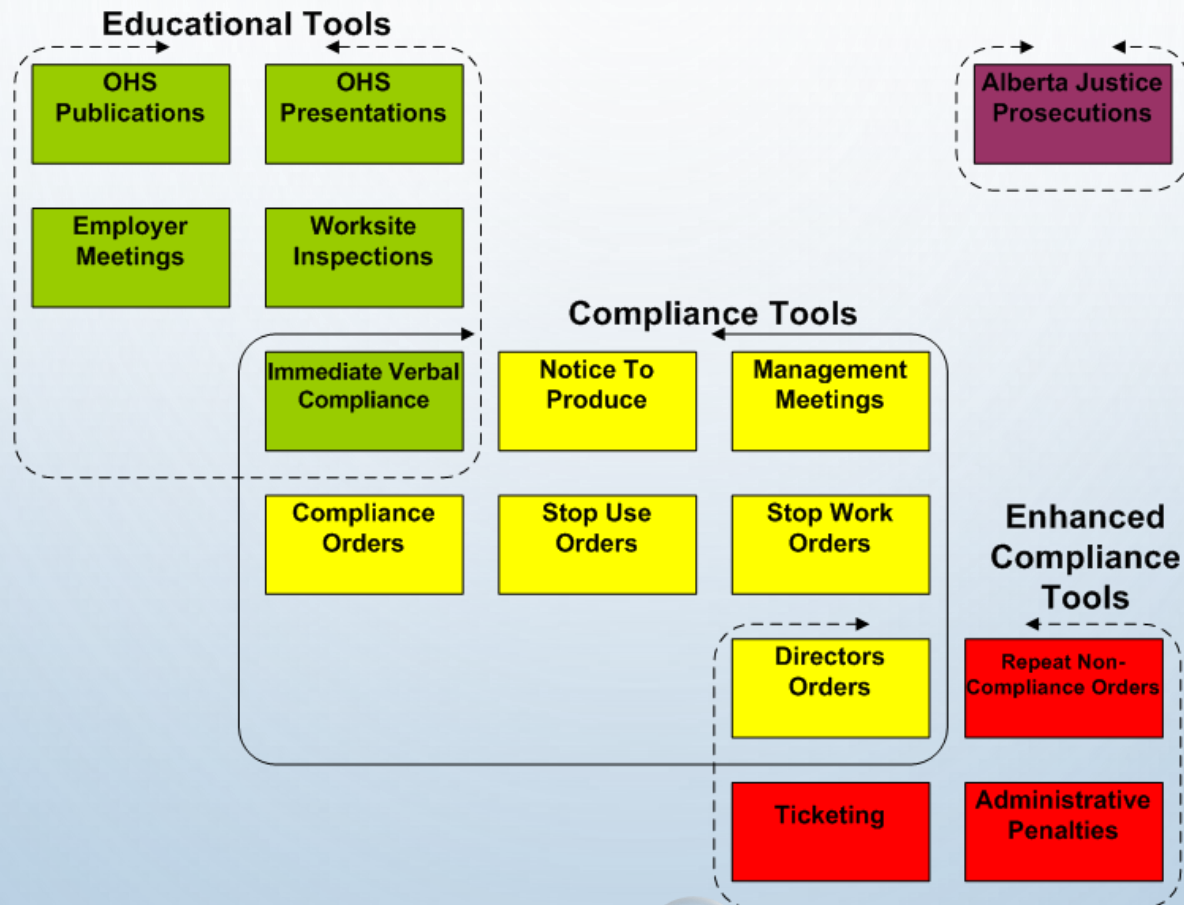 Educational Tools
OHS
Publications
OHS
Presentations
Alberta Justice
Prosecutions
Employer
Meetings
Worksite
Inspections
Compliance Tools
Immediate Verbal
Compliance
Notice To
Produce
Management
Meetings
Compliance
Orders
Stop Use
Orders
Stop Work
Orders
Enhanced
Compliance
Tools
Directors
Orders
Repeat Non-
Compliance Orders
Ticketing
Administrative
Penalties